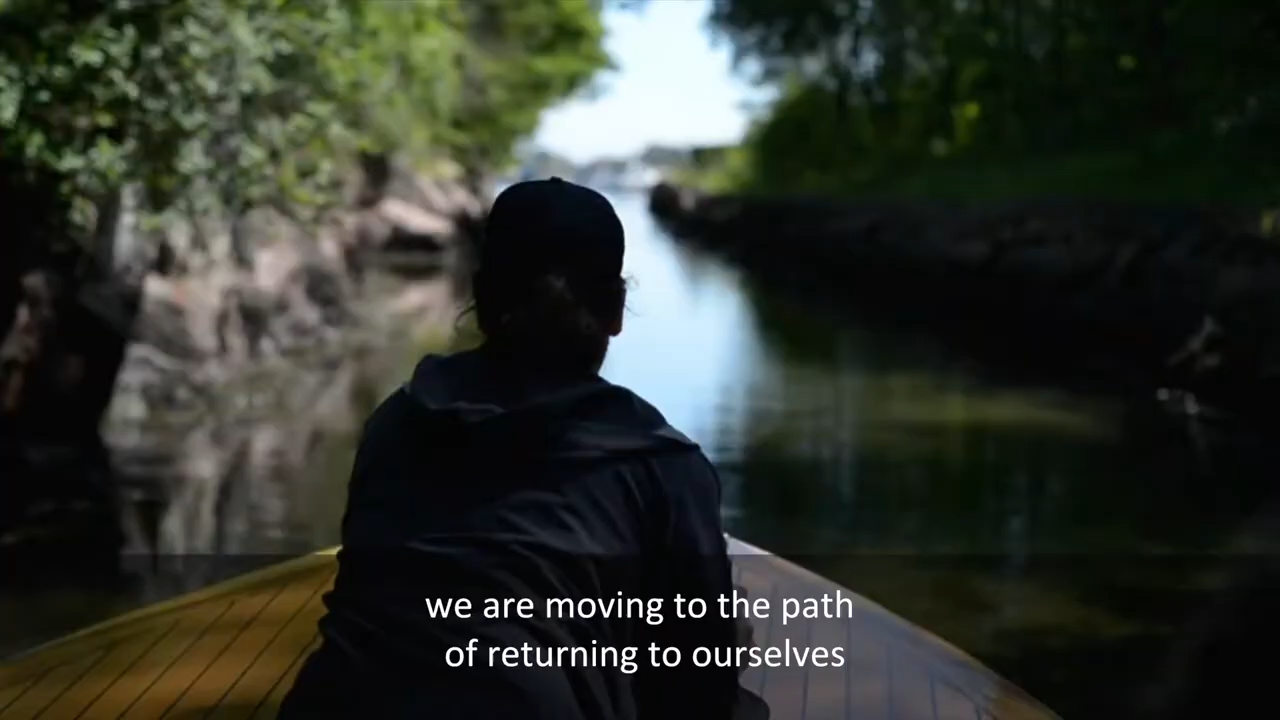 we are moving to the path
of returning to ourselves